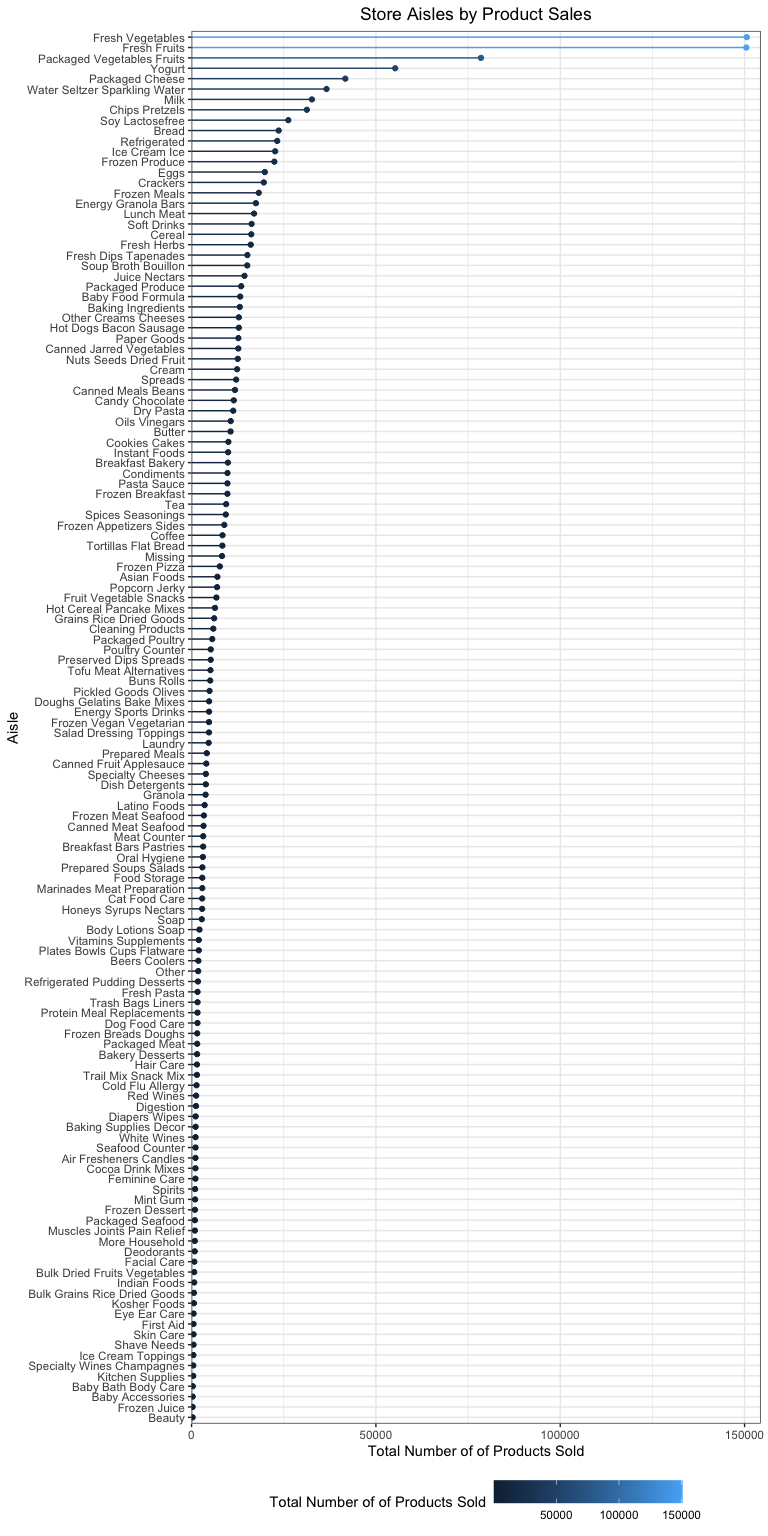 Store Aisles by Product Sales
Fresh Vegetables
Fresh Fruits
Packaged Vegetables Fruits
Yogurt
Packaged Cheese
Water Seltzer Sparkling Water
Milk
Chips Pretzels
Soy Lactosefree
Bread
Refrigerated
Ice Cream Ice
Frozen Produce
Eggs
Crackers
Frozen Meals
Energy Granola Bars
Lunch Meat
Soft Drinks
Cereal
Fresh Herbs
Fresh Dips Tapenades
Soup Broth Bouillon
Juice Nectars
Packaged Produce
Baby Food Formula
Baking Ingredients
Other Creams Cheeses
Hot Dogs Bacon Sausage
Paper Goods
Canned Jarred Vegetables
Nuts Seeds Dried Fruit
Cream
Spreads
Canned Meals Beans
Candy Chocolate
Dry Pasta
Oils Vinegars
Butter
Cookies Cakes
Instant Foods
Breakfast Bakery
Condiments
Pasta Sauce
Frozen Breakfast
Tea
Spices Seasonings
Frozen Appetizers Sides
Coffee
Tortillas Flat Bread
Missing
Frozen Pizza
Asian Foods
Popcorn Jerky
Fruit Vegetable Snacks
Hot Cereal Pancake Mixes
Grains Rice Dried Goods
Cleaning Products
Packaged Poultry
Poultry Counter
Preserved Dips Spreads
Tofu Meat Alternatives
Buns Rolls
Pickled Goods Olives
Doughs Gelatins Bake Mixes
Energy Sports Drinks
Frozen Vegan Vegetarian
Salad Dressing Toppings
Laundry
Prepared Meals
Canned Fruit Applesauce
Specialty Cheeses
Dish Detergents
Granola
Latino Foods
Frozen Meat Seafood
Canned Meat Seafood
Meat Counter
Breakfast Bars Pastries
Oral Hygiene
Prepared Soups Salads
Food Storage
Marinades Meat Preparation
Cat Food Care
Honeys Syrups Nectars
Soap
Body Lotions Soap
Vitamins Supplements
Plates Bowls Cups Flatware
Beers Coolers
Other
Refrigerated Pudding Desserts
Fresh Pasta
Trash Bags Liners
Protein Meal Replacements
Dog Food Care
Frozen Breads Doughs
Packaged Meat
Bakery Desserts
Hair Care
Trail Mix Snack Mix
Cold Flu Allergy
Red Wines
Digestion
Diapers Wipes
Baking Supplies Decor
White Wines
Seafood Counter
Air Fresheners Candles
Cocoa Drink Mixes
Feminine Care
Spirits
Mint Gum
Frozen Dessert
Packaged Seafood
Muscles Joints Pain Relief
More Household
Deodorants
Facial Care
Bulk Dried Fruits Vegetables
Indian Foods
Bulk Grains Rice Dried Goods
Kosher Foods
Eye Ear Care
First Aid
Skin Care
Shave Needs
Ice Cream Toppings
Specialty Wines Champagnes
Kitchen Supplies
Baby Bath Body Care
Baby Accessories
Frozen Juice
Beauty
Aisle
0 50000 100000 150000
Total Number of of Products Sold
Total Number of of Products Sold
50000 100000 150000